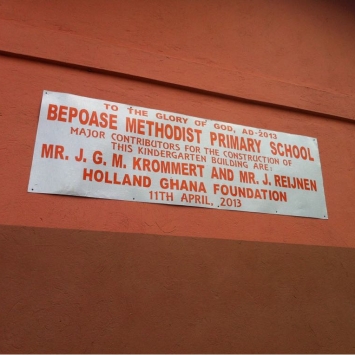 TO THE GLORY OF GOD, AD-2013
BEPOASE METHODIST PRIMARY SCHOOL
MAJOR CONTRIBUTORS FOR THE CONSTRUCTION OF
THIS KINDERGARTEN BUILDING ARE:
MR. J. G. M. KROMMERT AND MR. J. REIJNEN
HOLLAND GHANA FOUNDATION
11TH APRIL, 2013